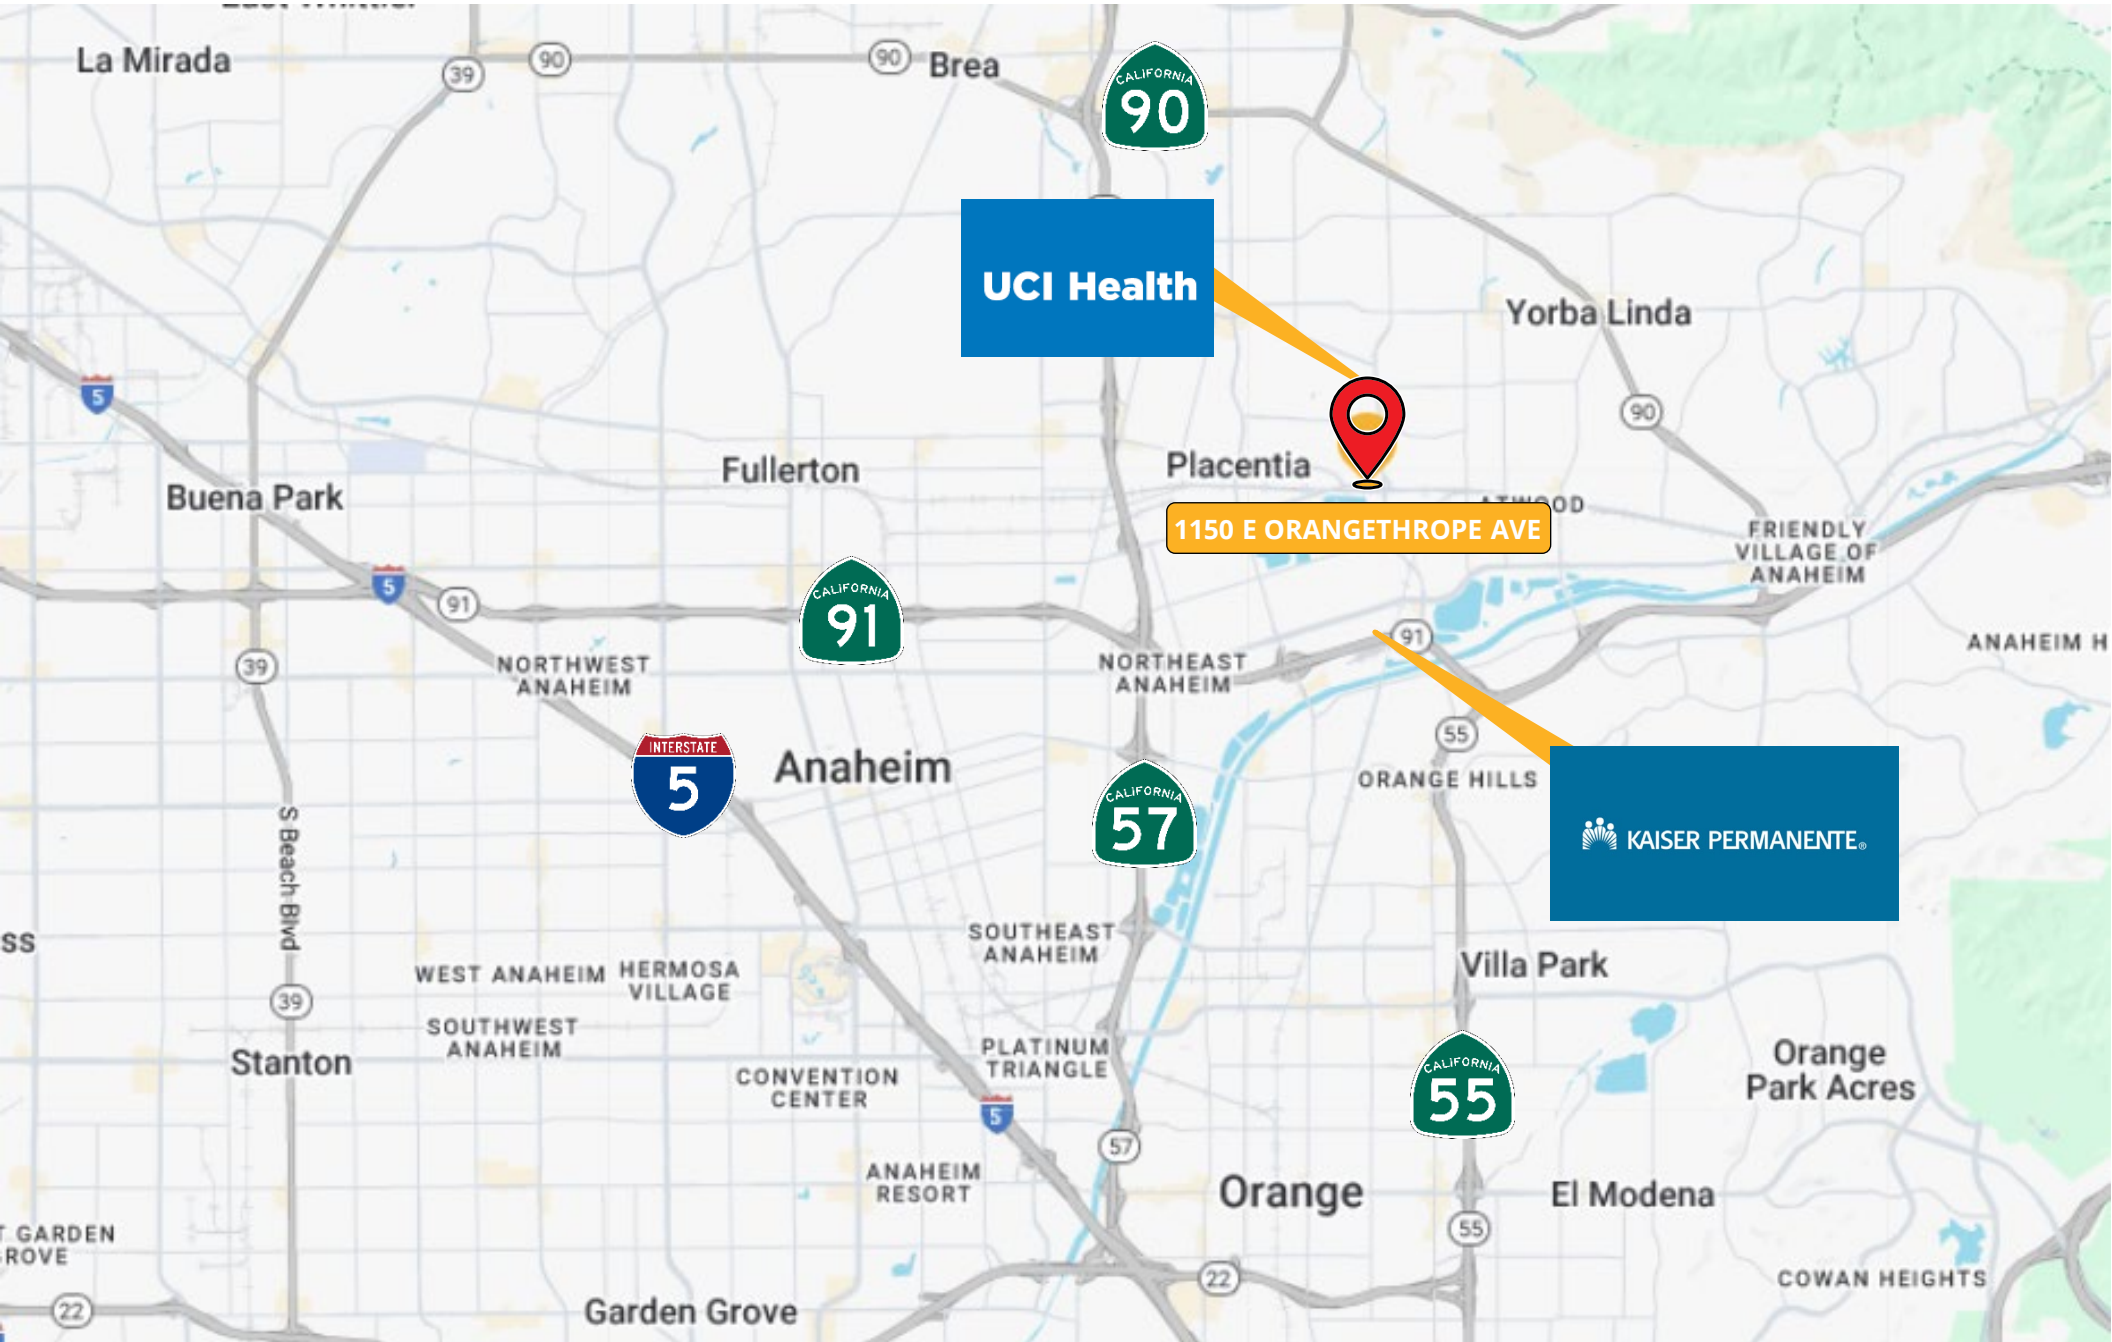 La Mirada
39
90
90
Brea
CALIFORNIA
90
UCI Health
Yorba Linda
5
90
Fullerton
Placentia
Buena Park
1150 E ORANGETHROPE AVE
FRIENDLY
VILLAGE OF
ANAHEIM
5
91
CALIFORNIA
91
91
39
NORTHWEST
ANAHEIM
NORTHEAST
ANAHEIM
ANAHEIM H
INTERSTATE
5
Anaheim
55
ORANGE HILLS
CALIFORNIA
57
KAISER PERMANENTE®
S Beach Blvd
SOUTHEAST
ANAHEIM
ss
WEST ANAHEIM
HERMOSA
VILLAGE
Villa Park
39
SOUTHWEST
ANAHEIM
Stanton
PLATINUM
TRIANGLE
CONVENTION
CENTER
CALIFORNIA
55
Orange
Park Acres
5
57
ANAHEIM
RESORT
Orange
El Modena
55
T GARDEN
ROVE
22
COWAN HEIGHTS
22
Garden Grove